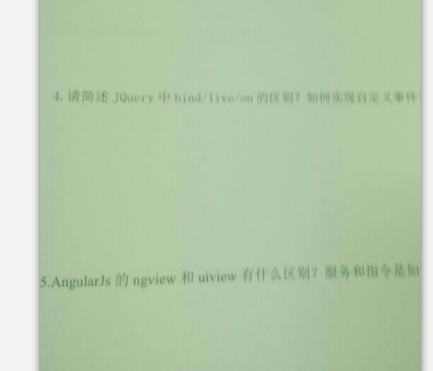 4. 请简述 JQuery 中 bind/live/on 的区别? 如何实现自定义事件
5.AngularJs 的 ngview 和 uiview 有什么区别? 服务和指令是如